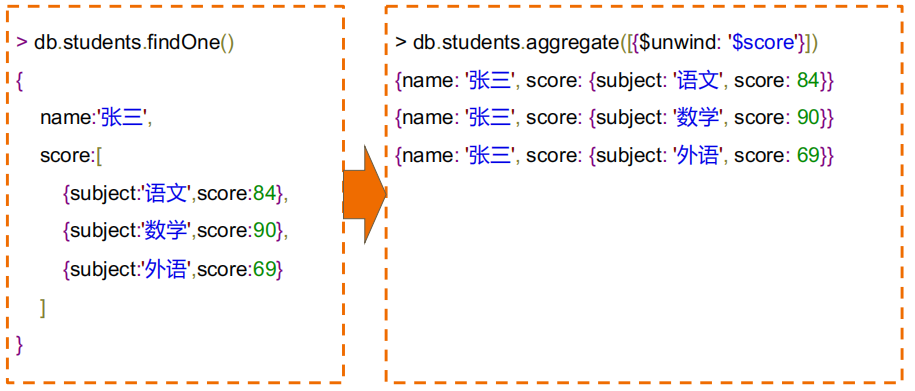 > db.students.findOne()
{
name:'张三',
score:[
{subject:'语文',score:84},
{subject:'数学',score:90},
{subject:'外语',score:69}
]
}
> db.students.aggregate([{$unwind: '$score'}])
{name: '张三', score: {subject: '语文', score: 84}}
{name: '张三', score: {subject: '数学', score: 90}}
{name: '张三', score: {subject: '外语', score: 69}}